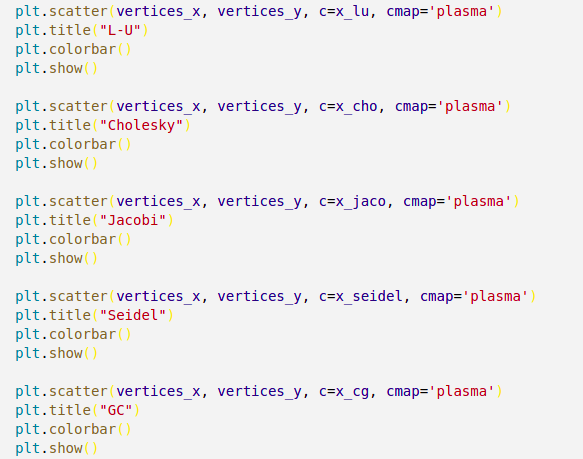 plt.scatter(vertices_x, vertices_y, c=x_lu, cmap='plasma')
plt.title("L-U")
plt.colorbar()
plt.show()

plt.scatter(vertices_x, vertices_y, c=x_cho, cmap='plasma')
plt.title("Cholesky")
plt.colorbar()
plt.show()

plt.scatter(vertices_x, vertices_y, c=x_jaco, cmap='plasma')
plt.title("Jacobi")
plt.colorbar()
plt.show()

plt.scatter(vertices_x, vertices_y, c=x_seidel, cmap='plasma')
plt.title("Seidel")
plt.colorbar()
plt.show()

plt.scatter(vertices_x, vertices_y, c=x_cg, cmap='plasma')
plt.title("GC")
plt.colorbar()
plt.show()